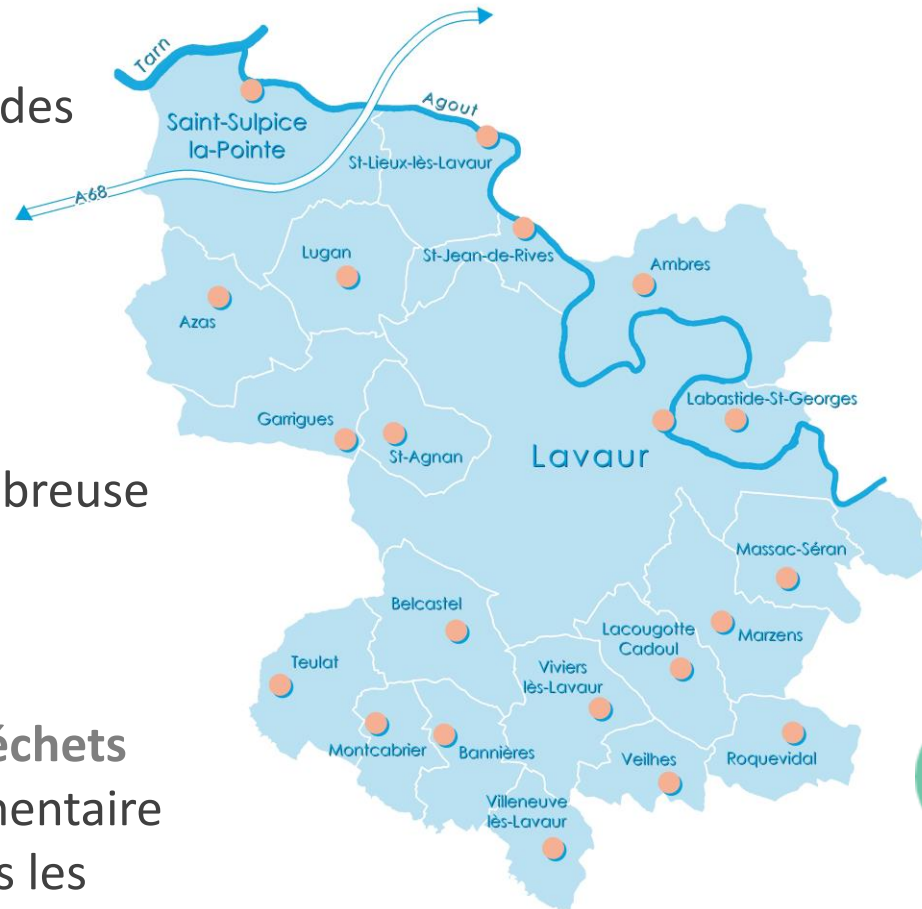 des
breuse
échets
nentaire
s les
Tarn
Agout
A68
Saint-Sulpice
la-Pointe
St-Lieux-lès-Lavaur
St-Jean-de-Rives
Lugan
Ambres
Azas
Garrigues
St-Agnan
Labastide-St-Georges
Lavaur
Massac-Séran
Belcastel
Lacougotte
Cadoul
Marzens
Teulat
Viviers
lès-Lavaur
Montcabrier
Bannières
Veilhes
Roquevidal
Villeneuve
lès-Lavaur